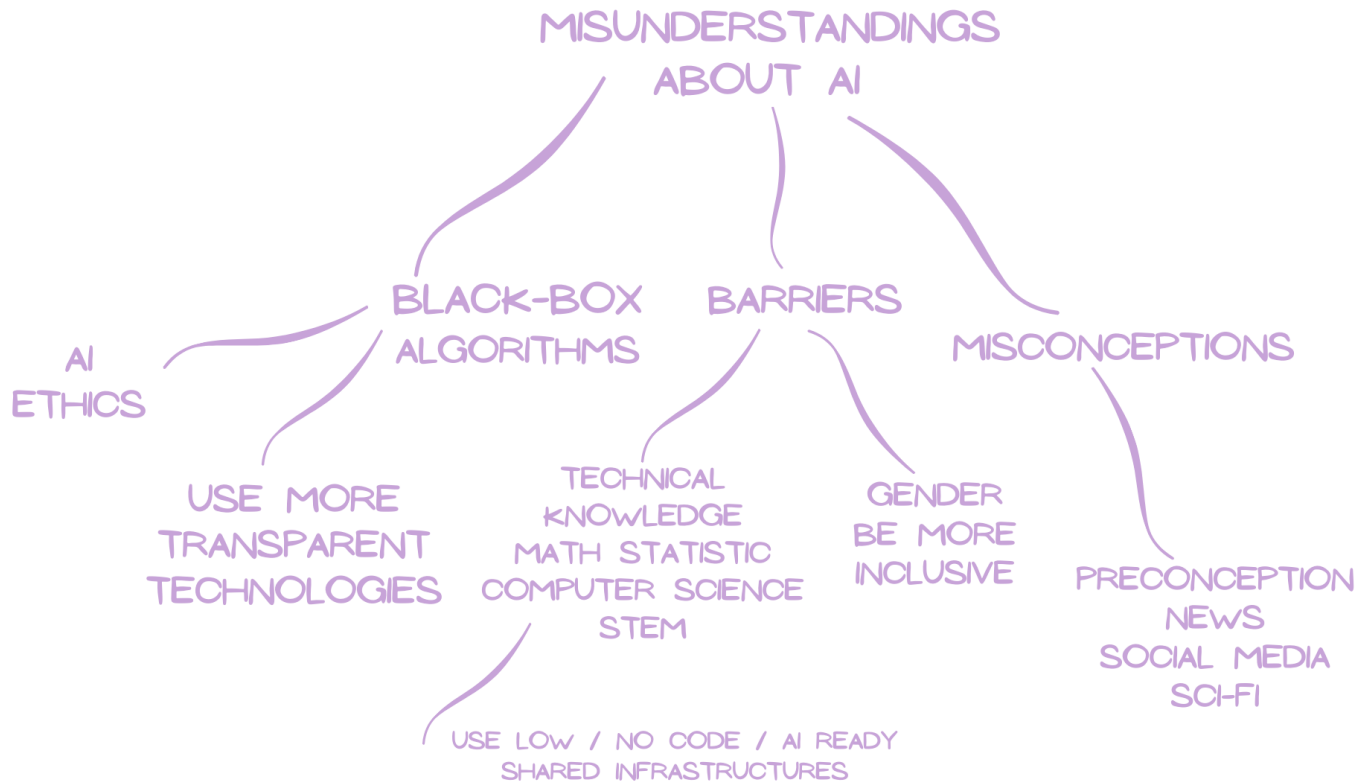 MISUNDERSTANDINGS
ABOUT AI
BLACK-BOX
ALGORITHMS
BARRIERS
MISCONCEPTIONS
AI
ETHICS
USE MORE
TRANSPARENT
TECHNOLOGIES
TECHNICAL
KNOWLEDGE
MATH STATISTIC
COMPUTER SCIENCE
STEM
GENDER
BE MORE
INCLUSIVE
PRECONCEPTION
NEWS
SOCIAL MEDIA
SCI-FI
USE LOW / NO CODE / AI READY
SHARED INFRASTRUCTURES